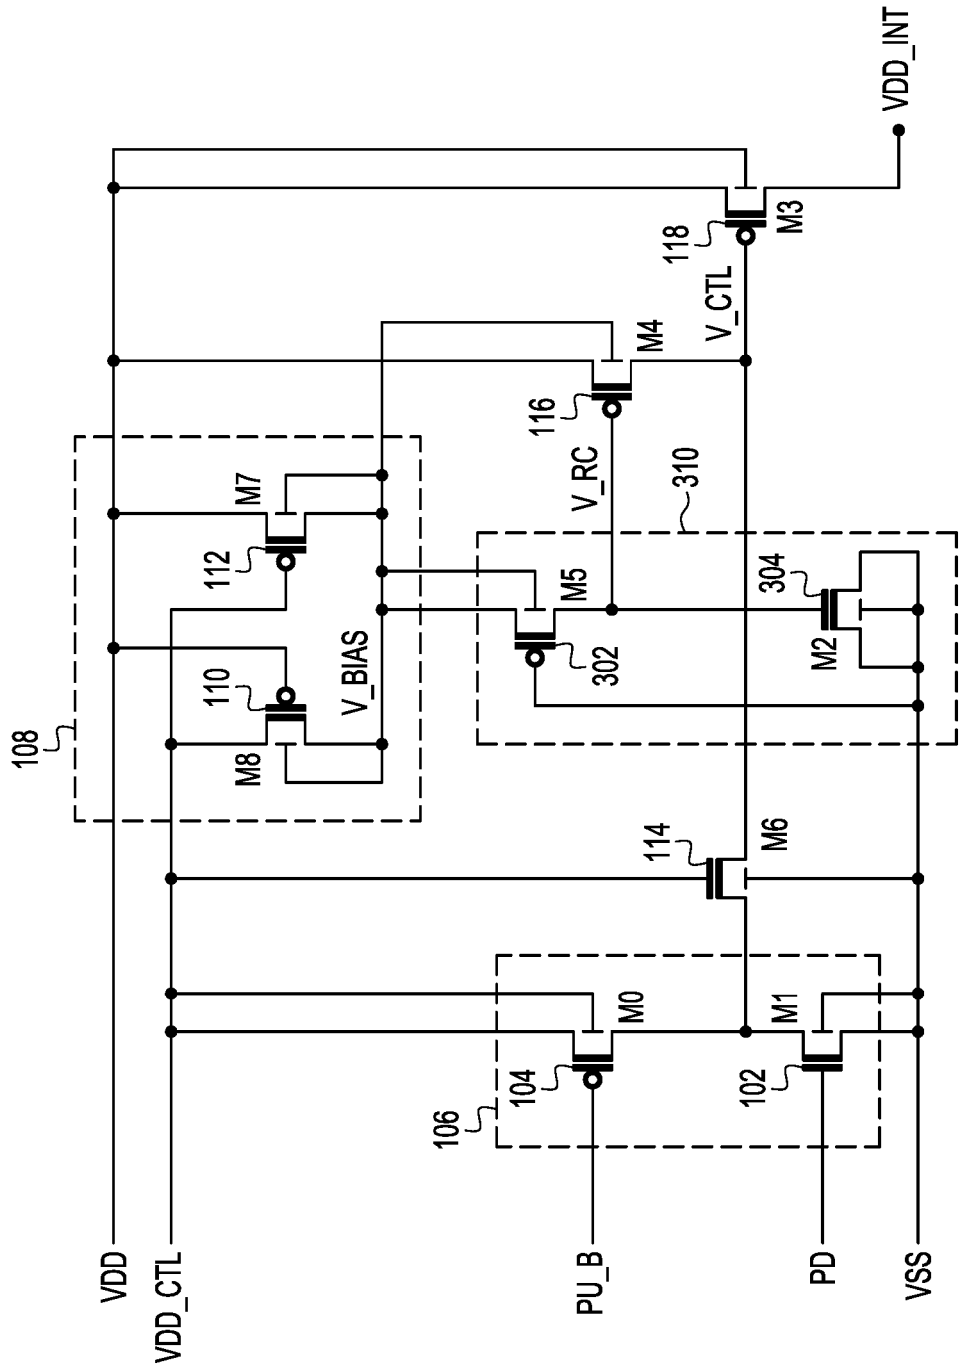 VDD
VDD_CTL
PU_B
PD
VSS
106
104
M0
102
M1
114
M6
108
M8
110
V_BIAS
112
M7
302
M5
M2
304
310
V_RC
116
M4
V_CTL
118
M3
VDD_INT